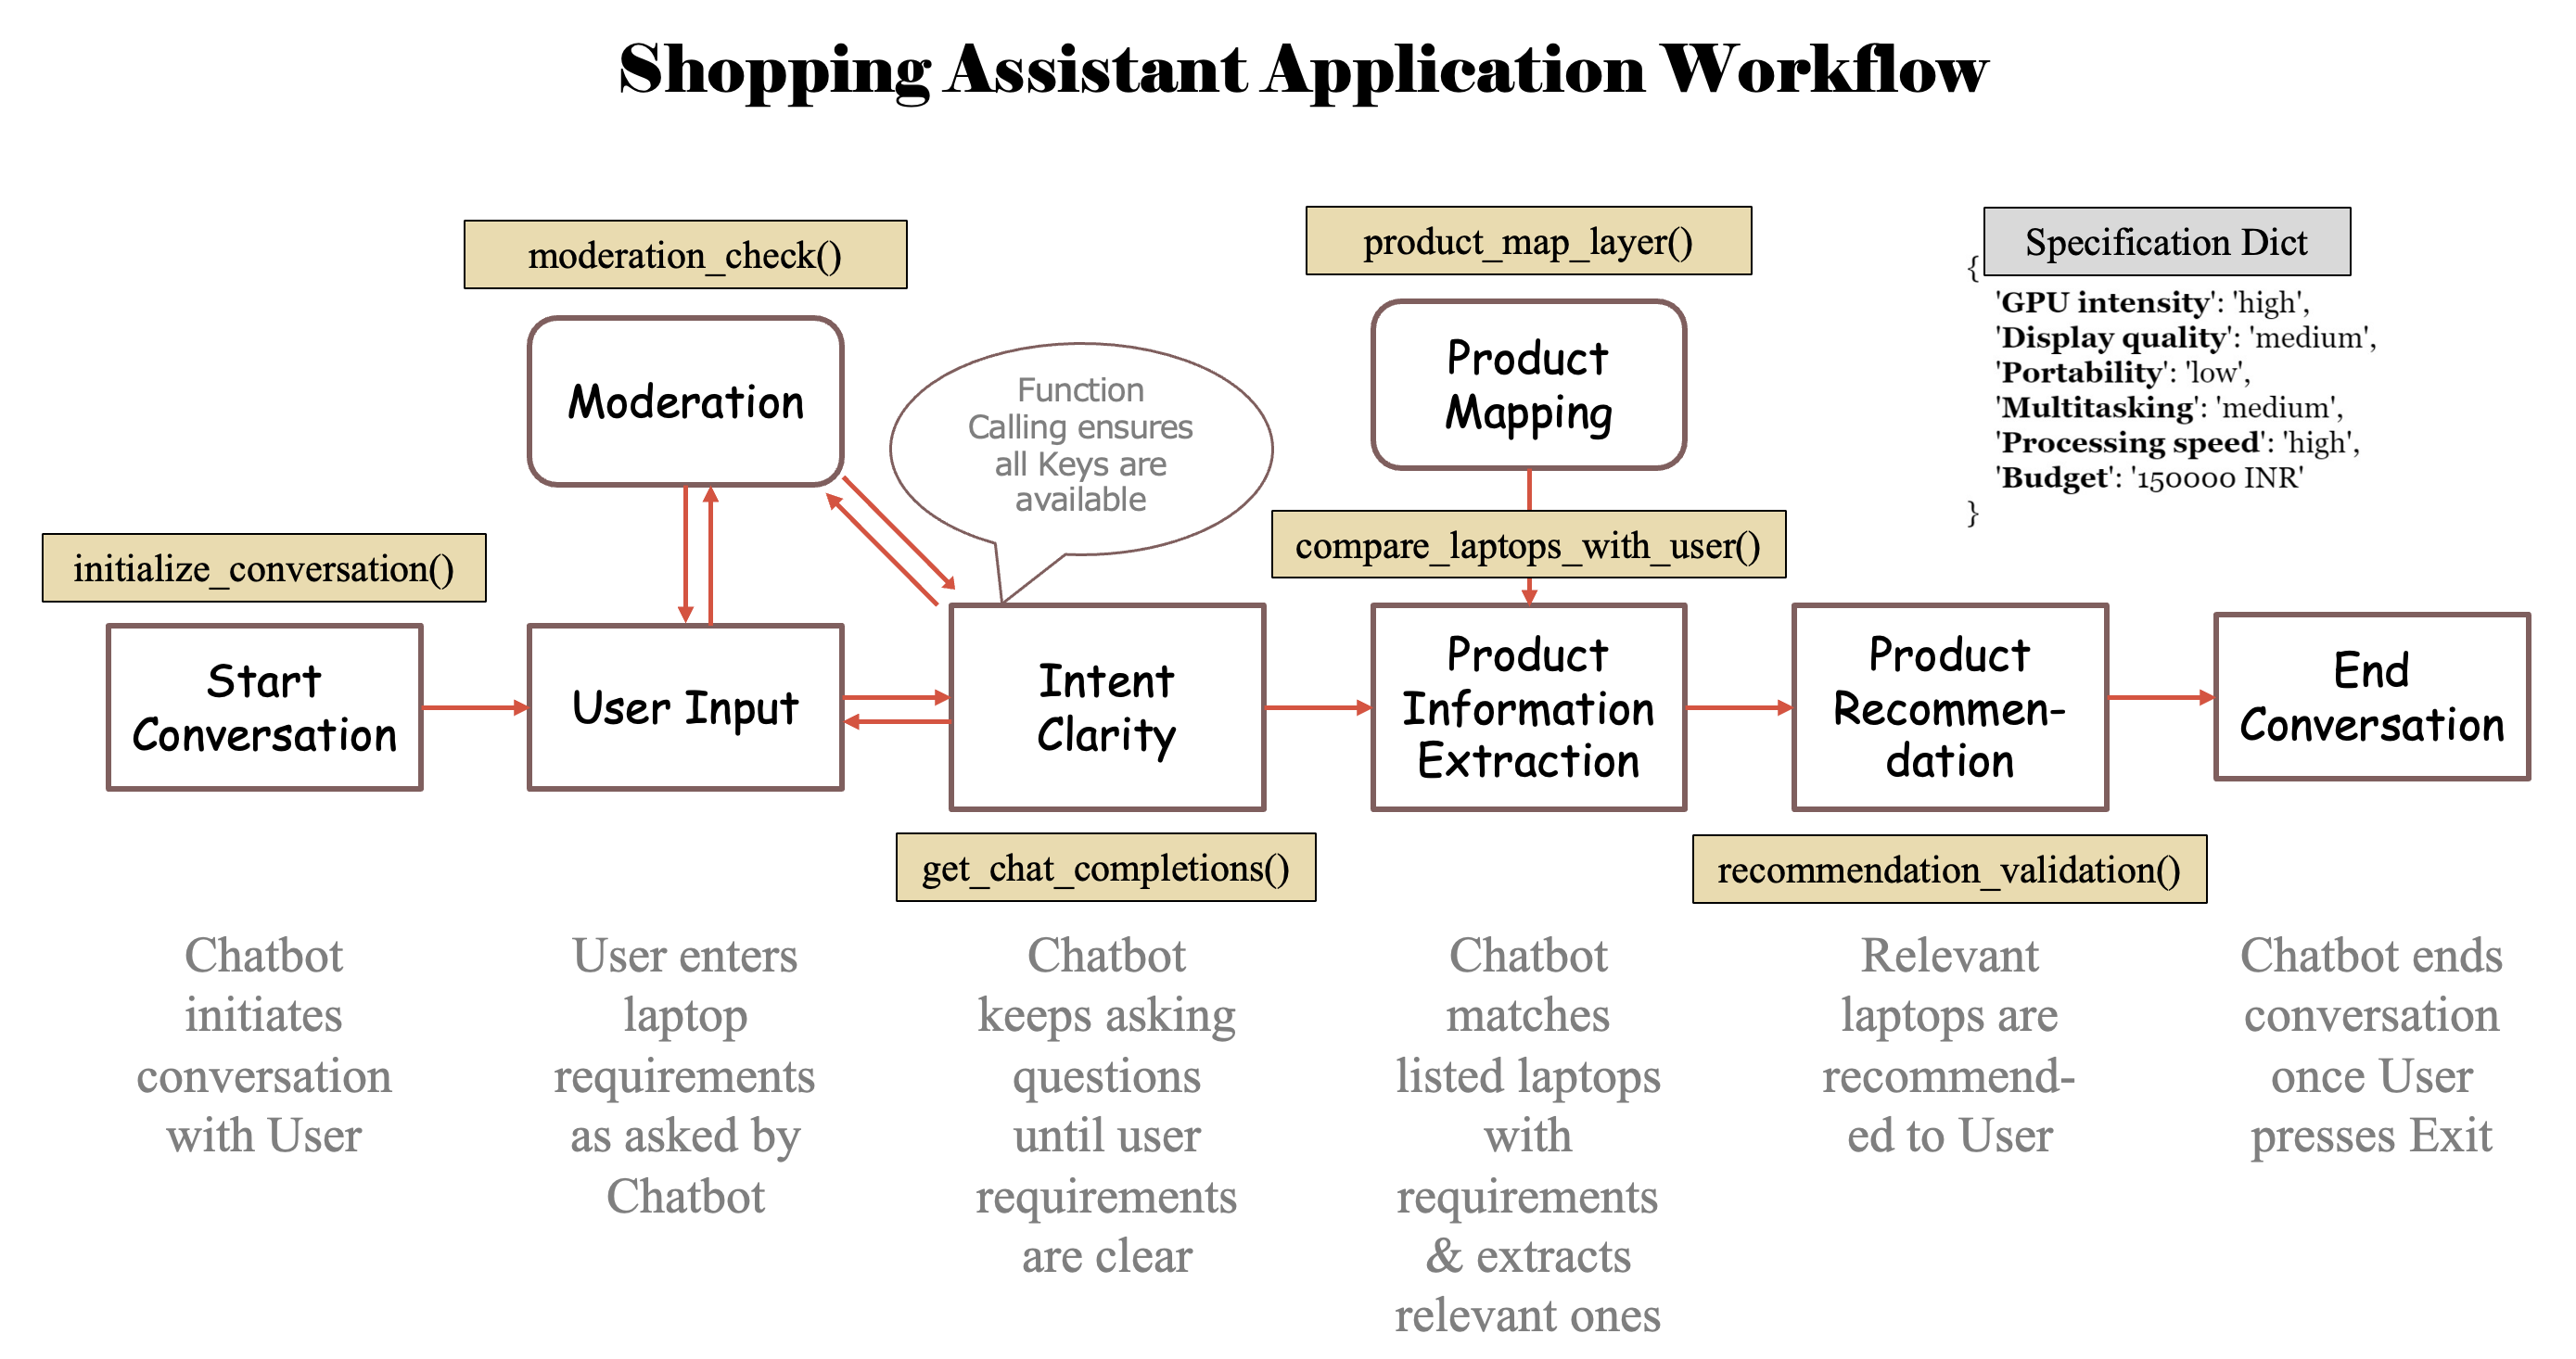 Shopping Assistant Application Workflow
moderation_check()
product_map_layer()
Specification Dict
{
'GPU intensity': 'high',
'Display quality': 'medium',
'Portability': 'low',
'Multitasking': 'medium',
'Processing speed': 'high',
'Budget': '150000 INR'
}
Moderation
Function
Calling ensures
all Keys are
available
Product
Mapping
initialize_conversation()
compare_laptops_with_user()
Start
Conversation
User Input
Intent
Clarity
Product
Information
Extraction
Product
Recommen-
dation
End
Conversation
get_chat_completions()
recommendation_validation()
Chatbot
initiates
conversation
with User
User enters
laptop
requirements
as asked by
Chatbot
Chatbot
keeps asking
questions
until user
requirements
are clear
Chatbot
matches
listed laptops
with
requirements
& extracts
relevant ones
Relevant
laptops are
recommend-
ed to User
Chatbot ends
conversation
once User
presses Exit